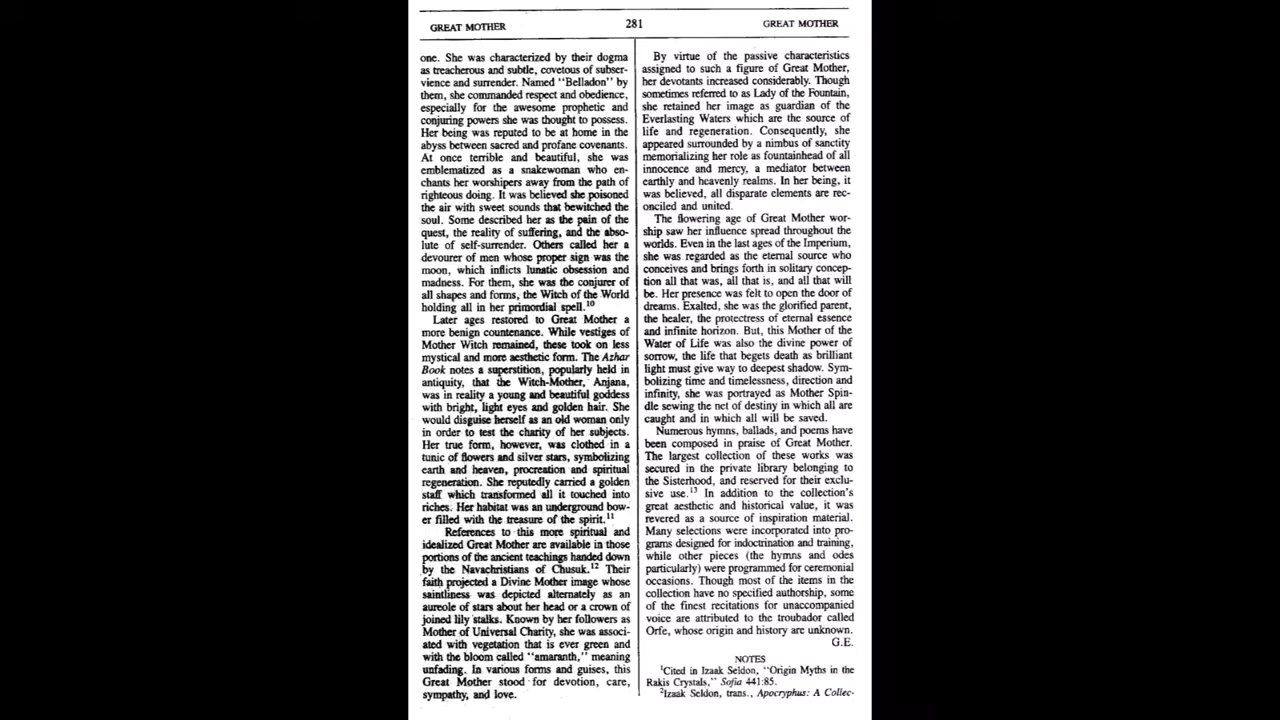 GREAT MOTHER
281
GREAT MOTHER
one. She was characterized by their dogma
as treacherous and subtle, covetous of subser-
vience and surrender. Named "Belladon" by
them, she commanded respect and obedience,
especially for the awesome prophetic and
conjuring powers she was thought to possess.
Her being was reputed to be at home in the
abyss between sacred and profane covenants.
At once terrible and beautiful, she was
emblematized as a snakewoman who en-
chants her worshipers away from the path of
righteous doing. It was believed she poisoned
the air with sweet sounds that bewitched the
soul. Some described her as the pain of the
quest, the reality of suffering, and the abso-
lute of self-surrender. Others called her a
devourer of men whose proper sign was the
moon, which inflicts lunatic obsession and
madness. For them, she was the conjurer of
all shapes and forms, the Witch of the World
holding all in her primordial spell.10
Later ages restored to Great Mother a
more benign countenance. While vestiges of
Mother Witch remained, these took on less
mystical and more aesthetic form. The Azhar
Book notes a superstition, popularly held in
antiquity, that the Witch-Mother, Anjana,
was in reality a young and beautiful goddess
with bright, light eyes and golden hair. She
would disguise herself as an old woman only
in order to test the charity of her subjects.
Her true form, however, was clothed in a
tunic of flowers and silver stars, symbolizing
earth and heaven, procreation and spiritual
regeneration. She reputedly carried a golden
staff which transformed all it touched into
riches. Her habitat was an underground bow-
er filled with the treasure of the spirit.11
References to this more spiritual and
idealized Great Mother are available in those
portions of the ancient teachings handed down
by the Navachristians of Chusuk.12 Their
faith projected a Divine Mother image whose
saintliness was depicted alternately as an
aureole of stars about her head or a crown of
joined lily stalks. Known by her followers as
Mother of Universal Charity, she was associ-
ated with vegetation that is ever green and
with the bloom called "amaranth," meaning
unfading. In various forms and guises, this
Great Mother stood for devotion, care,
sympathy, and love.
By virtue of the passive characteristics
assigned to such a figure of Great Mother,
her devotants increased considerably. Though
sometimes referred to as Lady of the Fountain,
she retained her image as guardian of the
Everlasting Waters which are the source of
life and regeneration. Consequently, she
appeared surrounded by a nimbus of sanctity
memorializing her role as fountainhead of all
innocence and mercy, a mediator between
earthly and heavenly realms. In her being, it
was believed, all disparate elements are rec-
onciled and united.
The flowering age of Great Mother wor-
ship saw her influence spread throughout the
worlds. Even in the last ages of the Imperium,
she was regarded as the eternal source who
conceives and brings forth in solitary concep-
tion all that was, all that is, and all that will
be. Her presence was felt to open the door of
dreams. Exalted, she was the glorified parent,
the healer, the protectress of eternal essence
and infinite horizon. But, this Mother of the
Water of Life was also the divine power of
sorrow, the life that begets death as brilliant
light must give way to deepest shadow. Sym-
bolizing time and timelessness, direction and
infinity, she was portrayed as Mother Spin-
dle sewing the net of destiny in which all are
caught and in which all will be saved.
Numerous hymns, ballads, and poems have
been composed in praise of Great Mother.
The largest collection of these works was
secured in the private library belonging to
the Sisterhood, and reserved for their exclu-
sive use.13 In addition to the collection's
great aesthetic and historical value, it was
revered as a source of inspiration material.
Many selections were incorporated into pro-
grams designed for indoctrination and training,
while other pieces (the hymns and odes
particularly) were programmed for ceremonial
occasions. Though most of the items in the
collection have no specified authorship, some
of the finest recitations for unaccompanied
voice are attributed to the troubador called
Orfe, whose origin and history are unknown.
G.E.
NOTES
1Cited in Izaak Seldon, "Origin Myths in the
Rakis Crystals," Sofia 441:85.
2Izaak Seldon, trans., Apocryphus: A Collec-